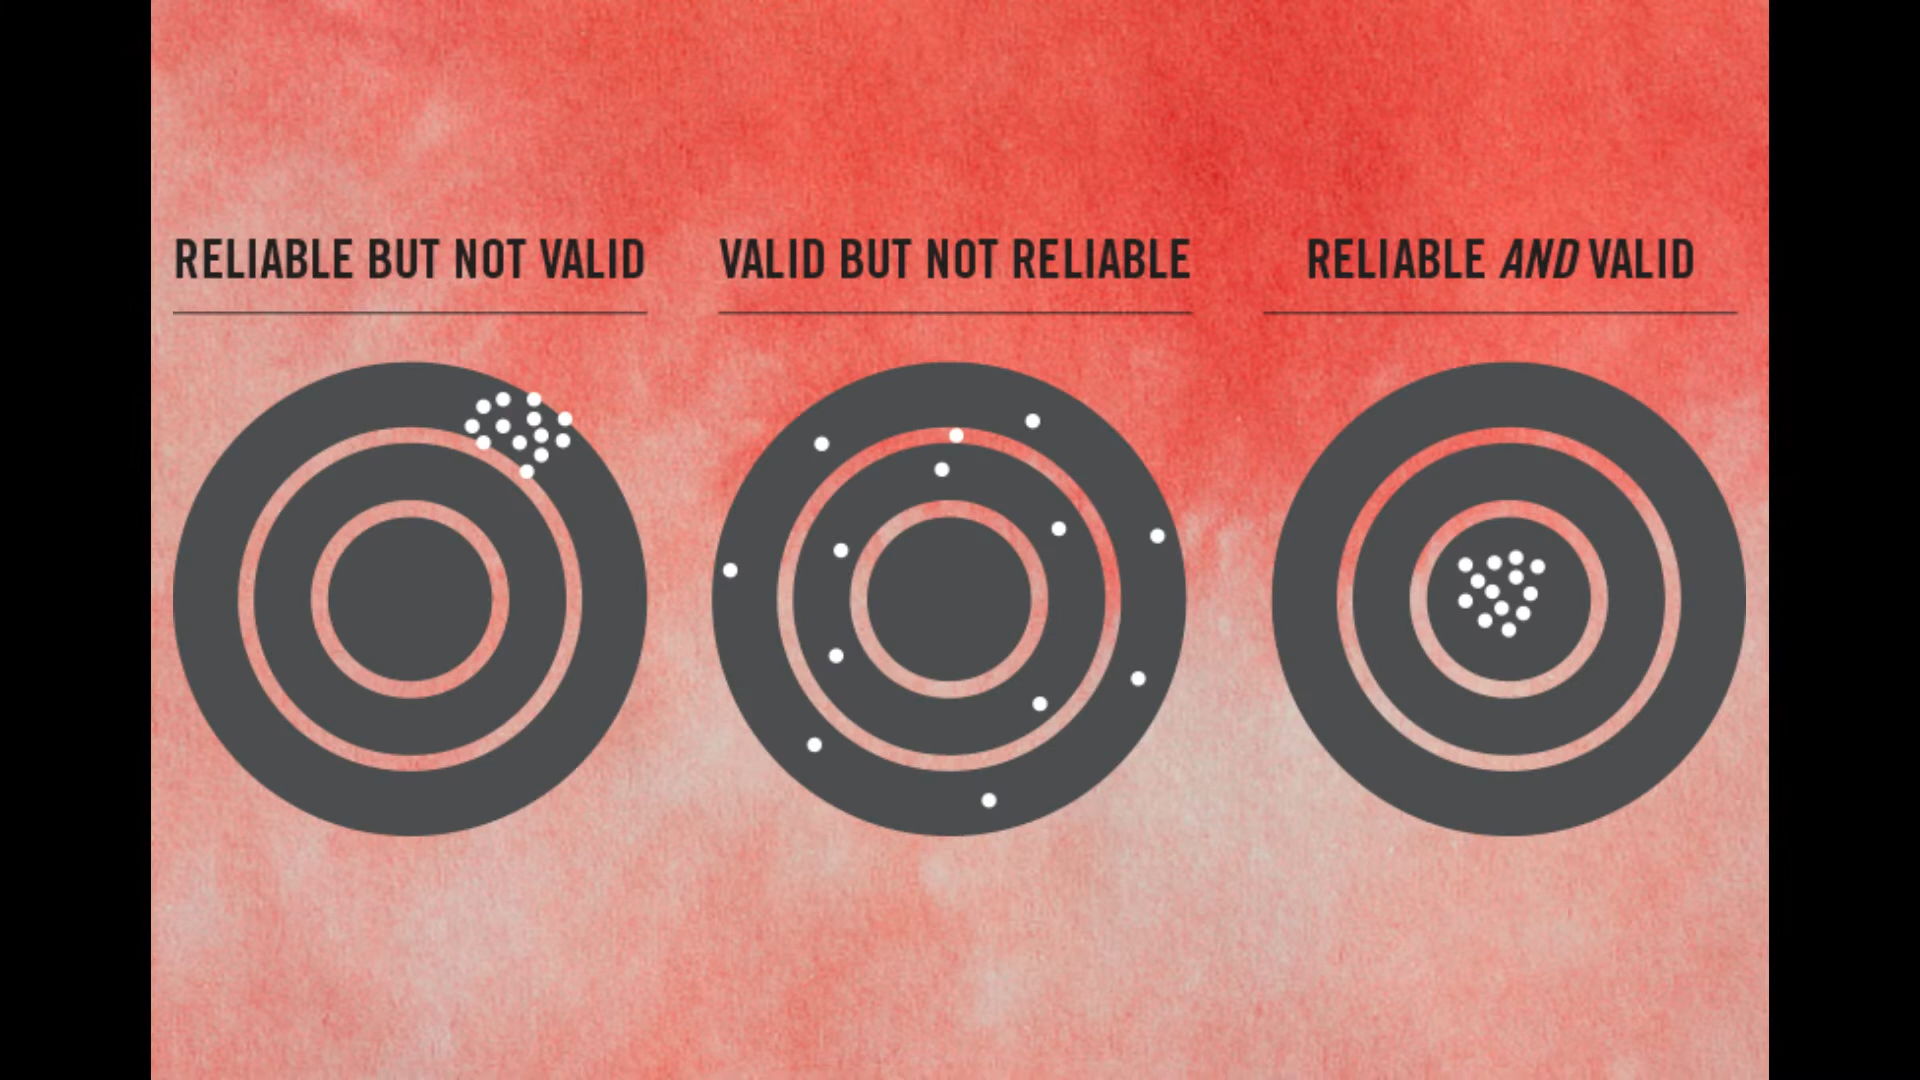 RELIABLE BUT NOT VALID
VALID BUT NOT RELIABLE
RELIABLE AND VALID